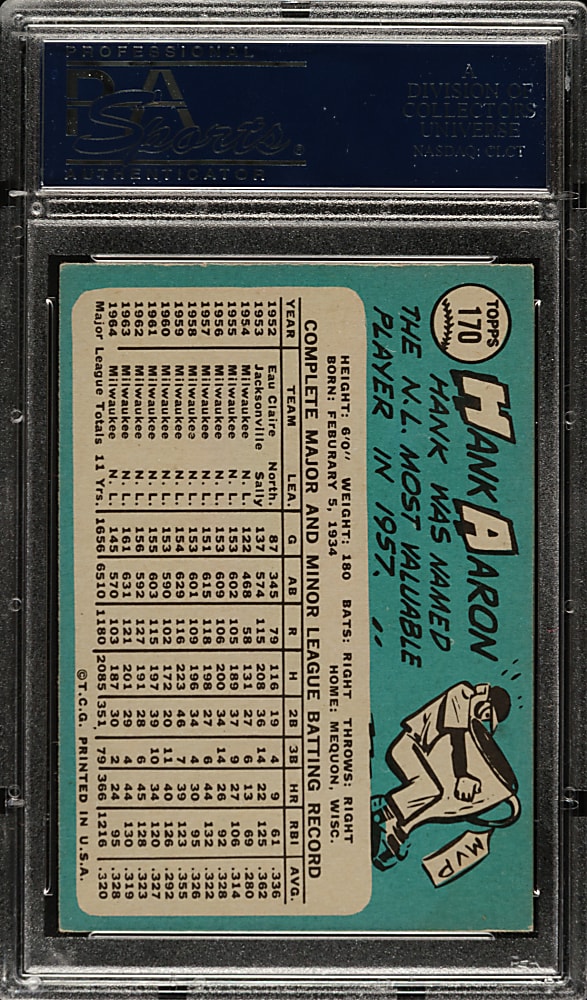 PROFESSIONAL
PSA
Sports
AUTHENTICATOR
A
DIVISION OF
COLLECTORS
UNIVERSE
NASDAQ: CLCT
TOPPS
170
HANK AARON
HANK WAS NAMED
THE N.L. MOST VALUABLE
PLAYER IN 1957.
MVP
HEIGHT: 6'0" WEIGHT: 180 BATS: RIGHT THROWS: RIGHT
BORN: FEBURARY 5, 1934 HOME: MEQUON, WISC.
COMPLETE MAJOR AND MINOR LEAGUE BATTING RECORD
YEAR TEAM LEA. G AB R H 2B 3B HR RBI AVG.
1952 Eau Claire North. 87 345 79 116 19 4 9 61 .336
1953 Jacksonville Sally 137 574 115 208 36 14 22 125 .362
1954 Milwaukee N. L. 122 468 58 131 27 6 13 69 .280
1955 Milwaukee N. L. 153 602 105 189 37 9 27 106 .314
1956 Milwaukee N. L. 153 609 106 200 34 14 26 92 .328
1957 Milwaukee N. L. 151 615 118 198 27 6 44 132 .322
1958 Milwaukee N. L. 153 601 109 196 34 4 30 95 .326
1959 Milwaukee N. L. 154 629 116 223 46 7 39 123 .355
1960 Milwaukee N. L. 153 590 102 172 20 11 40 126 .292
1961 Milwaukee N. L. 155 603 115 197 39 10 34 120 .327
1962 Milwaukee N. L. 156 592 127 191 28 6 45 128 .323
1963 Milwaukee N. L. 161 631 121 201 29 4 44 130 .319
1964 Milwaukee N. L. 145 570 103 187 30 2 24 95 .328
Major League Totals 11 Yrs. 1656 6510 1180 2085 351 79 366 1216 .320
©T.C.G. PRINTED IN U.S.A.